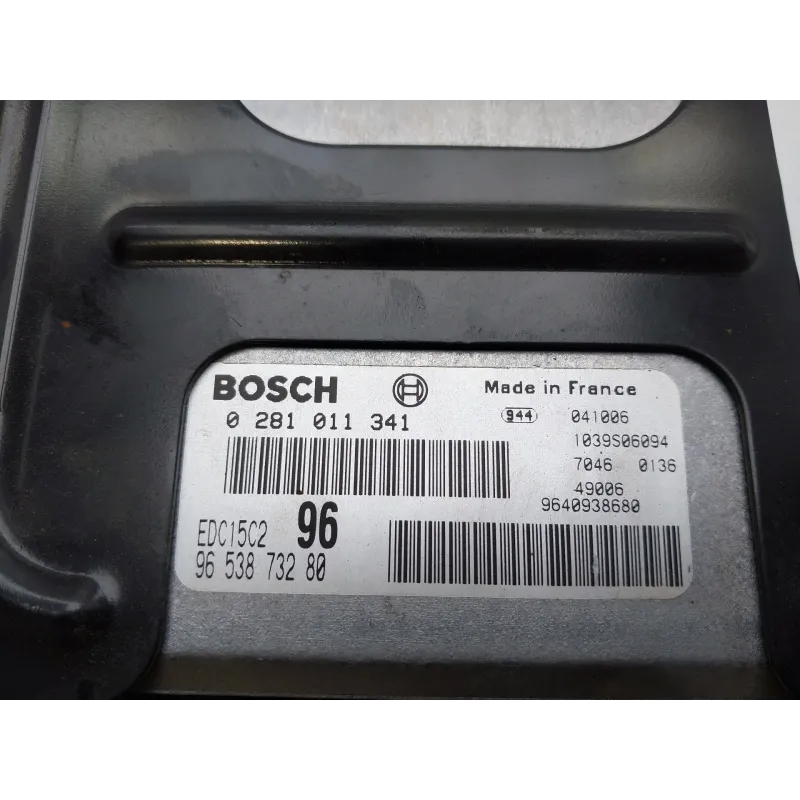 BOSCH Made in France
0 281 011 341 944 041006
1039S06094
7046 0136
49006
9640938680
EDC15C2 96
96 538 732 80